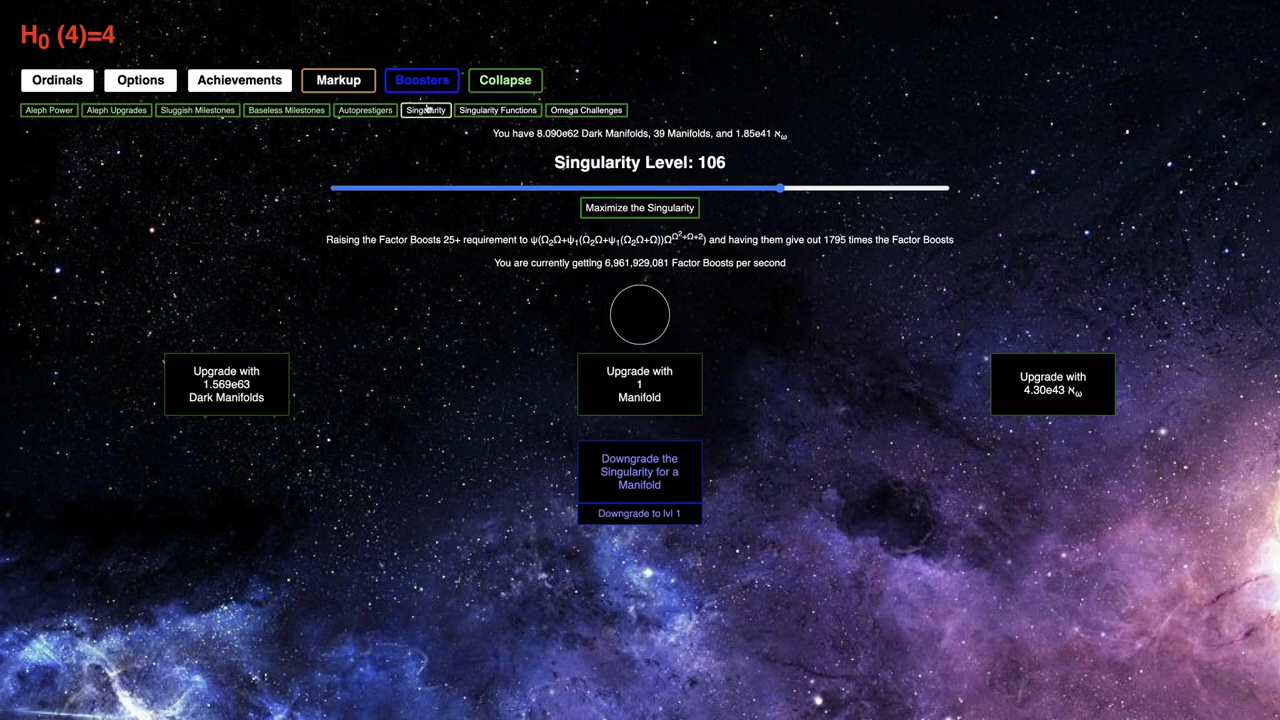 H₀ (4)=4
Ordinals Options Achievements Markup Boosters Collapse
Aleph Power Aleph Upgrades Sluggish Milestones Baseless Milestones Autoprestigers Singularity Singularity Functions Omega Challenges
You have 8.090e62 Dark Manifolds, 39 Manifolds, and 1.85e41 ℵω
Singularity Level: 106
Maximize the Singularity
Raising the Factor Boosts 25+ requirement to ψ(Ω₂Ω+ψ₁(Ω₂Ω+ψ₁(Ω₂Ω+Ω))Ω^Ω²+Ω+2) and having them give out 1795 times the Factor Boosts
You are currently getting 6,961,929,081 Factor Boosts per second
Upgrade with
1.569e63
Dark Manifolds
Upgrade with
1
Manifold
Upgrade with
4.30e43 ℵω
Downgrade the
Singularity for a
Manifold
Downgrade to lvl 1